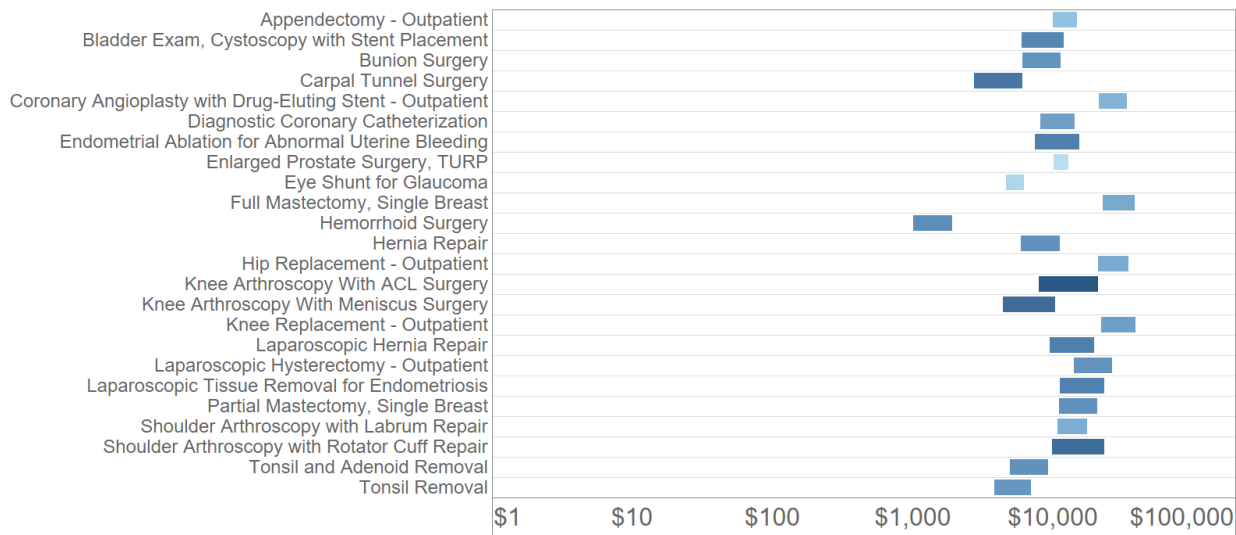 Appendectomy - Outpatient
Bladder Exam, Cystoscopy with Stent Placement
Bunion Surgery
Carpal Tunnel Surgery
Coronary Angioplasty with Drug-Eluting Stent - Outpatient
Diagnostic Coronary Catheterization
Endometrial Ablation for Abnormal Uterine Bleeding
Enlarged Prostate Surgery, TURP
Eye Shunt for Glaucoma
Full Mastectomy, Single Breast
Hemorrhoid Surgery
Hernia Repair
Hip Replacement - Outpatient
Knee Arthroscopy With ACL Surgery
Knee Arthroscopy With Meniscus Surgery
Knee Replacement - Outpatient
Laparoscopic Hernia Repair
Laparoscopic Hysterectomy - Outpatient
Laparoscopic Tissue Removal for Endometriosis
Partial Mastectomy, Single Breast
Shoulder Arthroscopy with Labrum Repair
Shoulder Arthroscopy with Rotator Cuff Repair
Tonsil and Adenoid Removal
Tonsil Removal
$1 $10 $100 $1,000 $10,000 $100,000